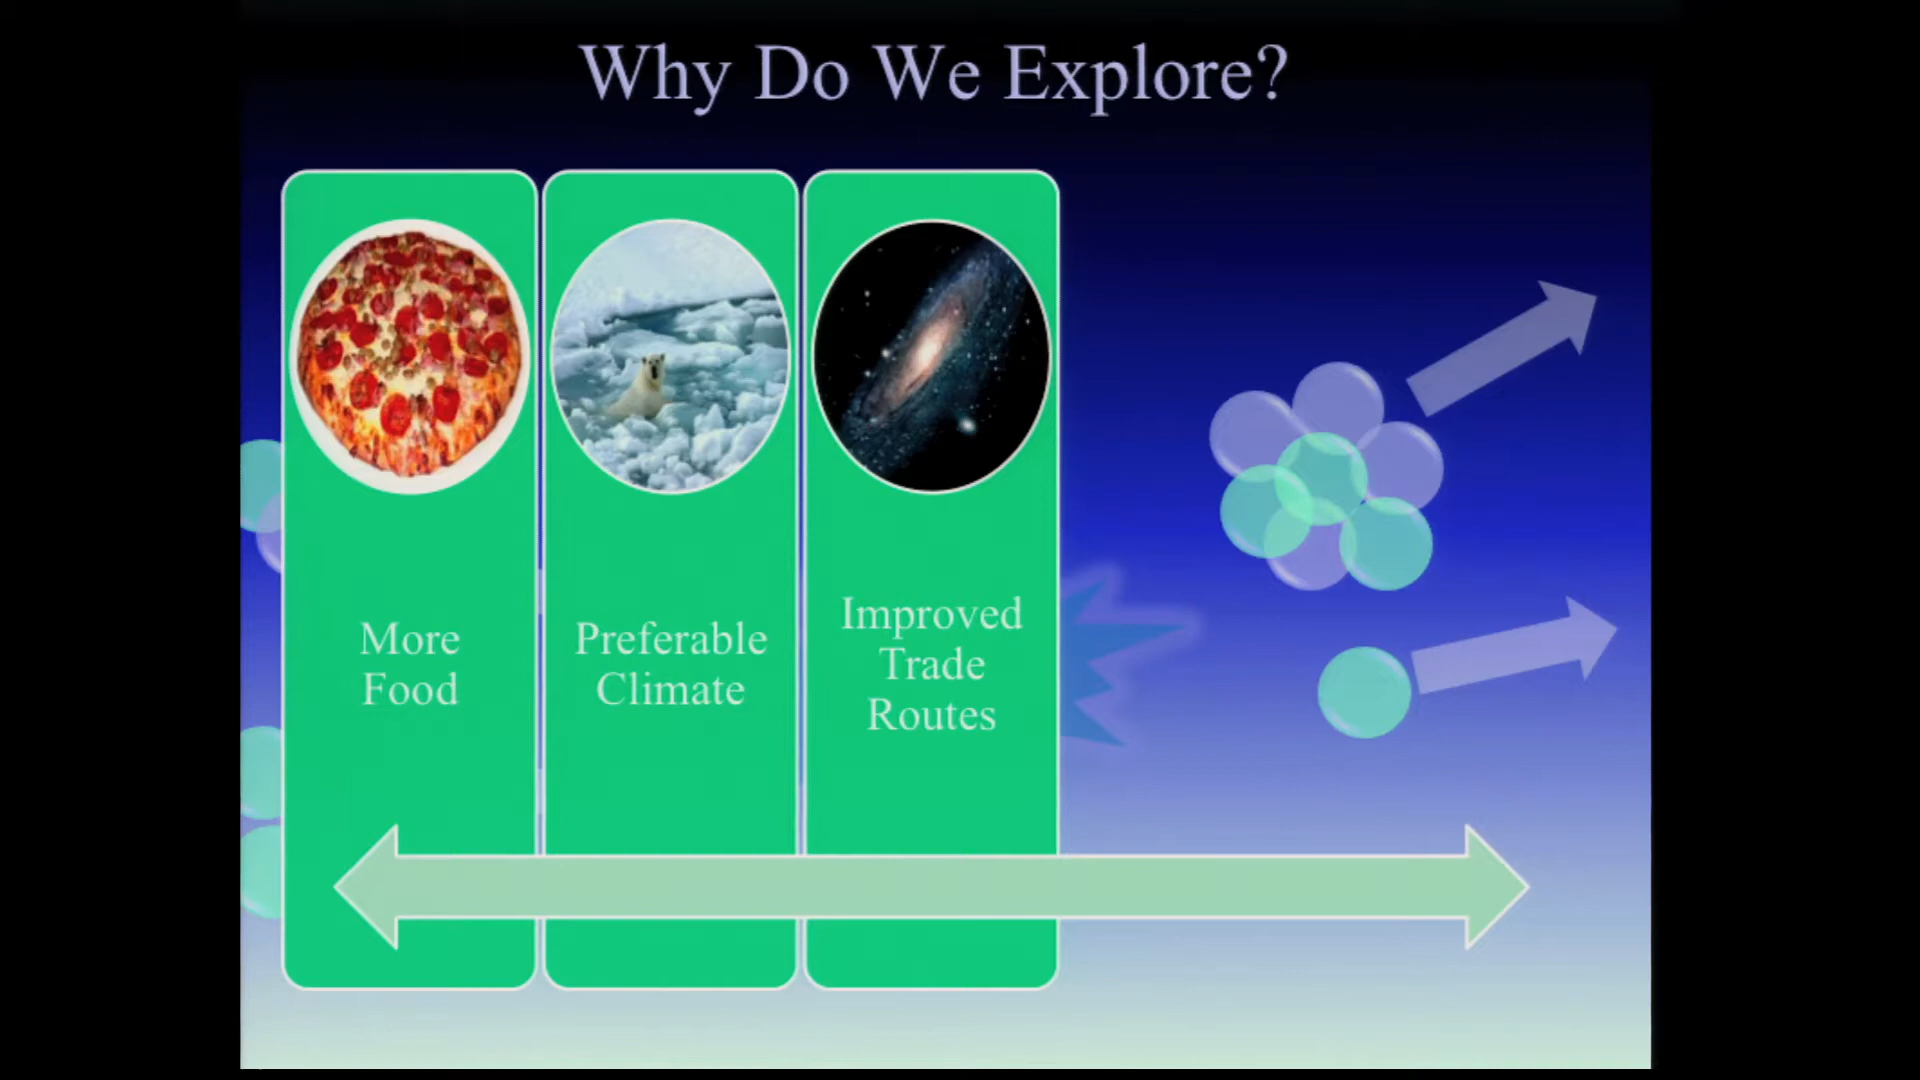 Why Do We Explore?
More
Food
Preferable
Climate
Improved
Trade
Routes